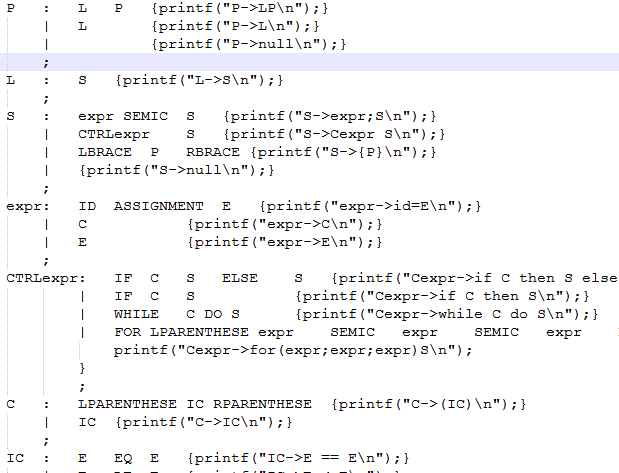 P : L P {printf("P->LP\n");}
| L {printf("P->L\n");}
| {printf("P->null\n");}
;
L : S {printf("L->S\n");}
;
S : expr SEMIC S {printf("S->expr;S\n");}
| CTRLexpr S {printf("S->Cexpr S\n");}
| LBRACE P RBRACE {printf("S->{P}\n");}
| {printf("S->null\n");}
;
expr: ID ASSIGNMENT E {printf("expr->id=E\n");}
| C {printf("expr->C\n");}
| E {printf("expr->E\n");}
;
CTRLexpr: IF C S ELSE S {printf("Cexpr->if C then S else
| IF C S {printf("Cexpr->if C then S\n");}
| WHILE C DO S {printf("Cexpr->while C do S\n");}
| FOR LPARENTHESE expr SEMIC expr SEMIC expr
printf("Cexpr->for(expr;expr;expr)S\n");
}
;
C : LPARENTHESE IC RPARENTHESE {printf("C->(IC)\n");}
| IC {printf("C->IC\n");}
;
IC : E EQ E {printf("IC->E == E\n");}